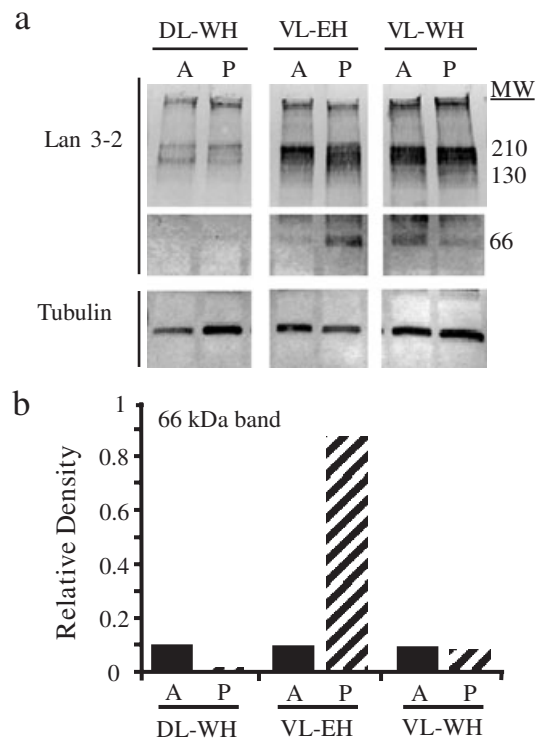 a
DL-WH VL-EH VL-WH
A P A P A P
MW
Lan 3-2
210
130
66
Tubulin
b
66 kDa band
Relative Density
1
0.8
0.6
0.4
0.2
0
A P A P A P
DL-WH VL-EH VL-WH